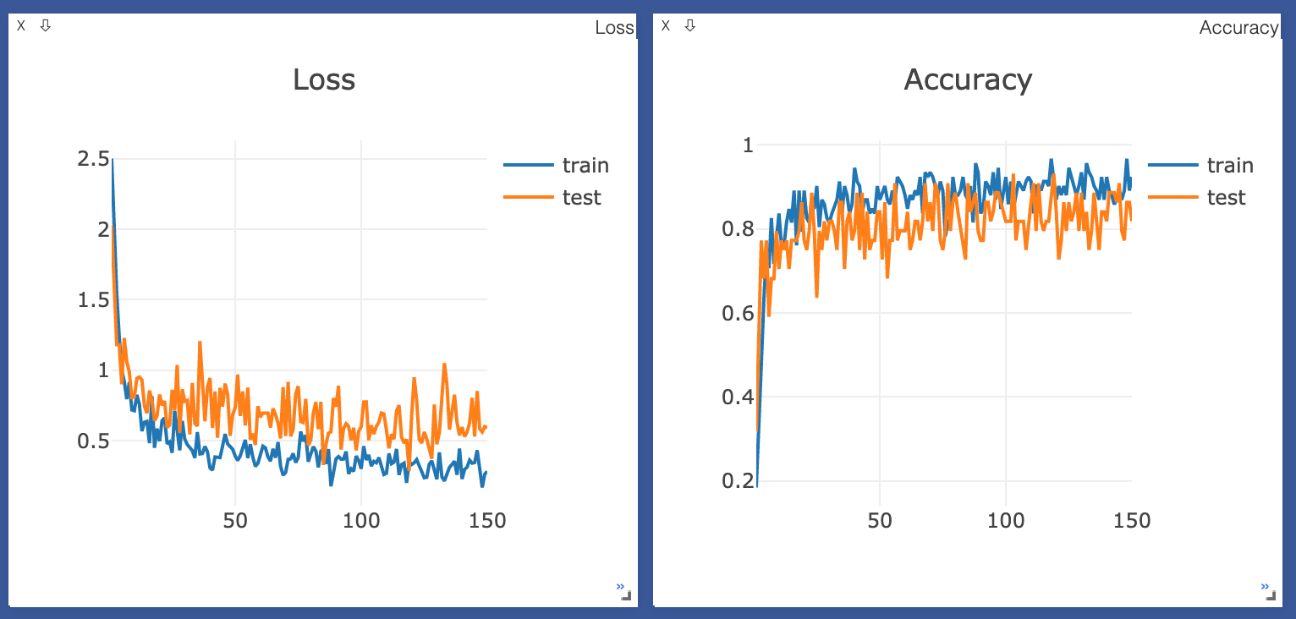 X ⇩ Loss
Loss
2.5
2
1.5
1
0.5
50 100 150
train
test
»
X ⇩ Accuracy
Accuracy
1
0.8
0.6
0.4
0.2
50 100 150
train
test
»